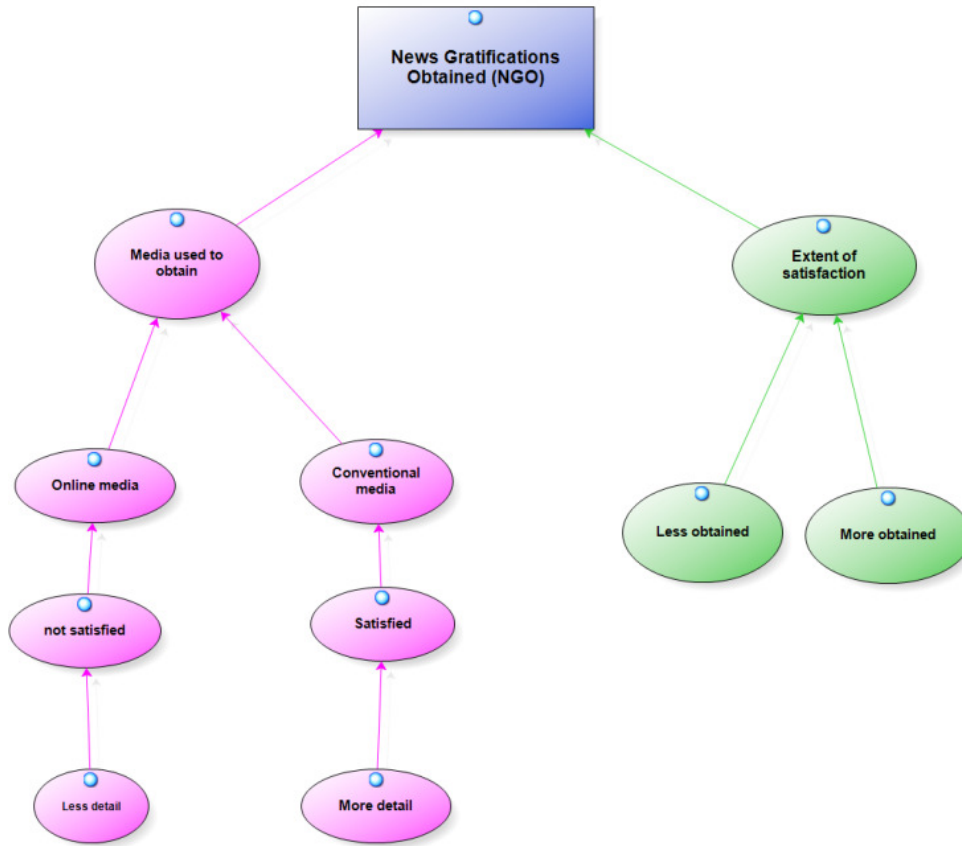 News Gratifications
Obtained (NGO)
Media used to
obtain
Extent of
satisfaction
Online media
Conventional
media
Less obtained
More obtained
not satisfied
Satisfied
Less detail
More detail